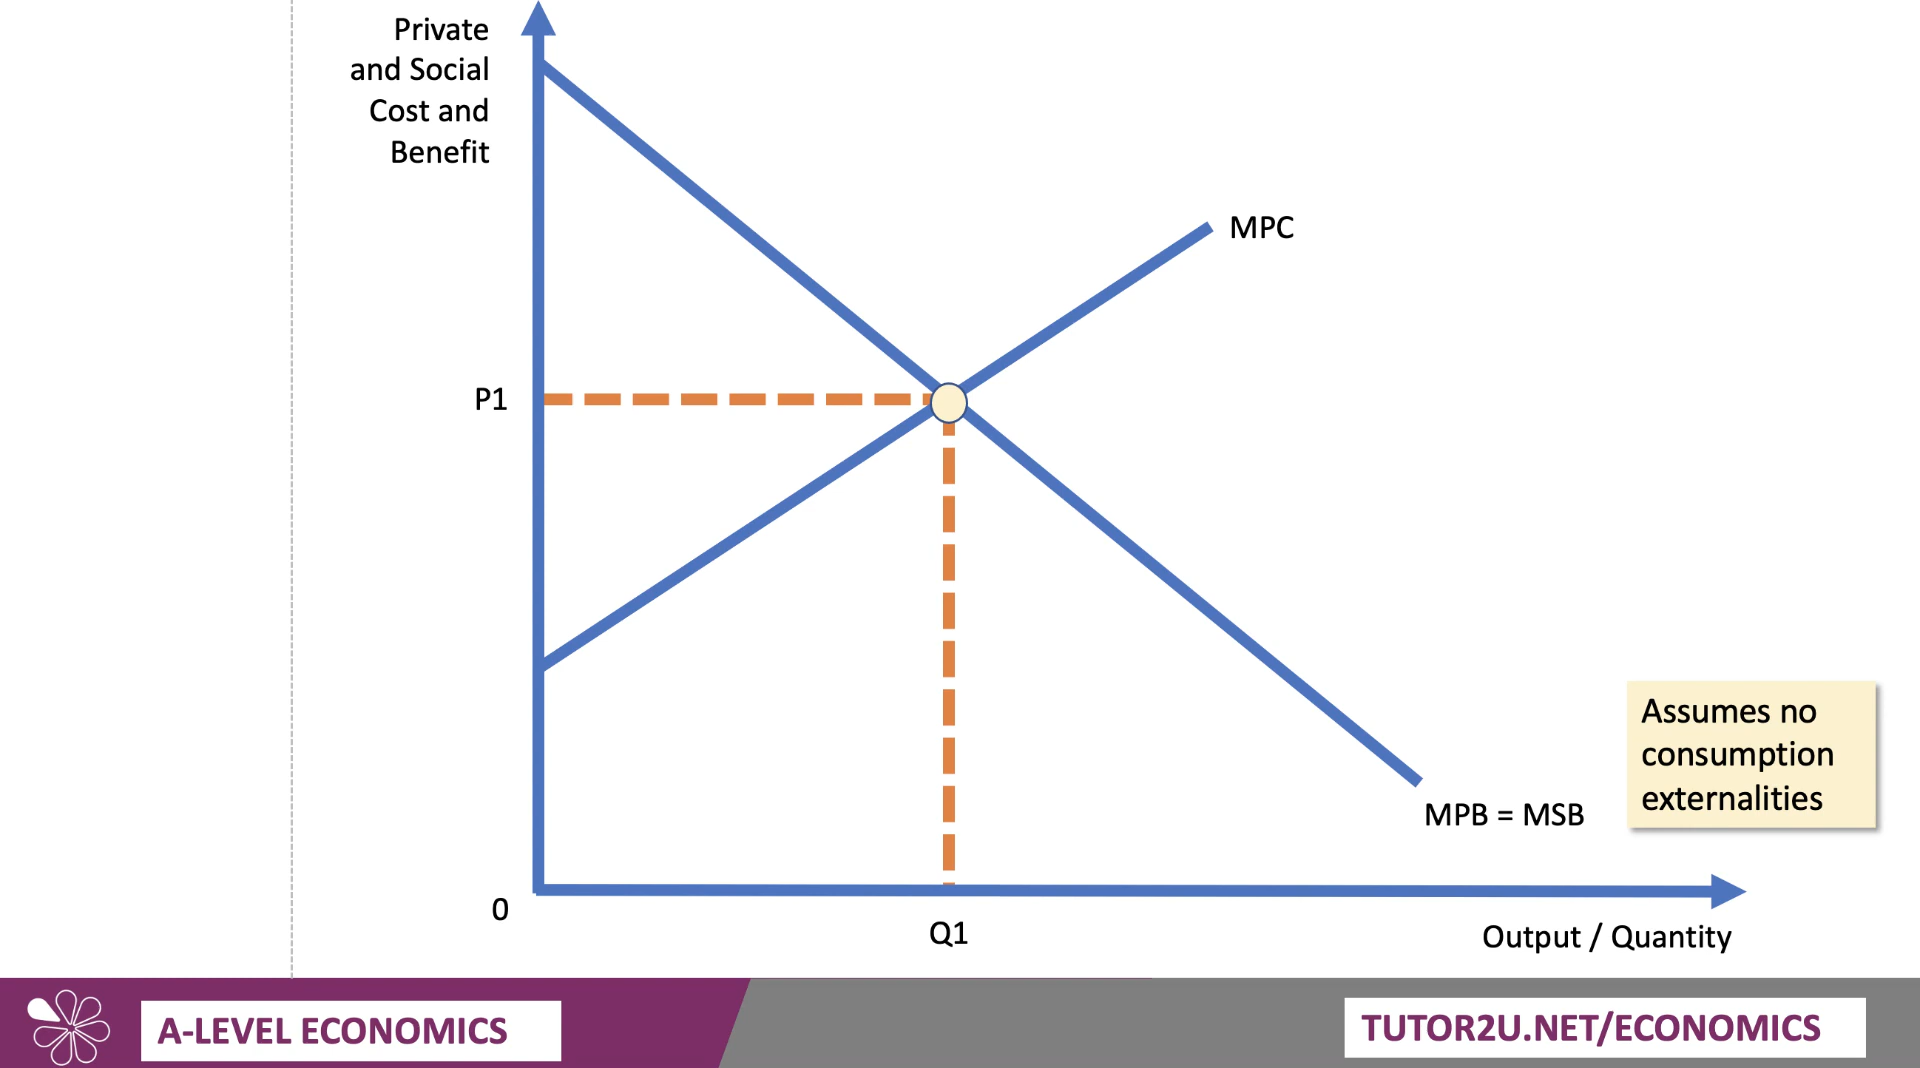 Private
and Social
Cost and
Benefit
MPC
P1
Assumes no
consumption
externalities
MPB = MSB
0
Q1
Output / Quantity
A-LEVEL ECONOMICS
TUTOR2U.NET/ECONOMICS